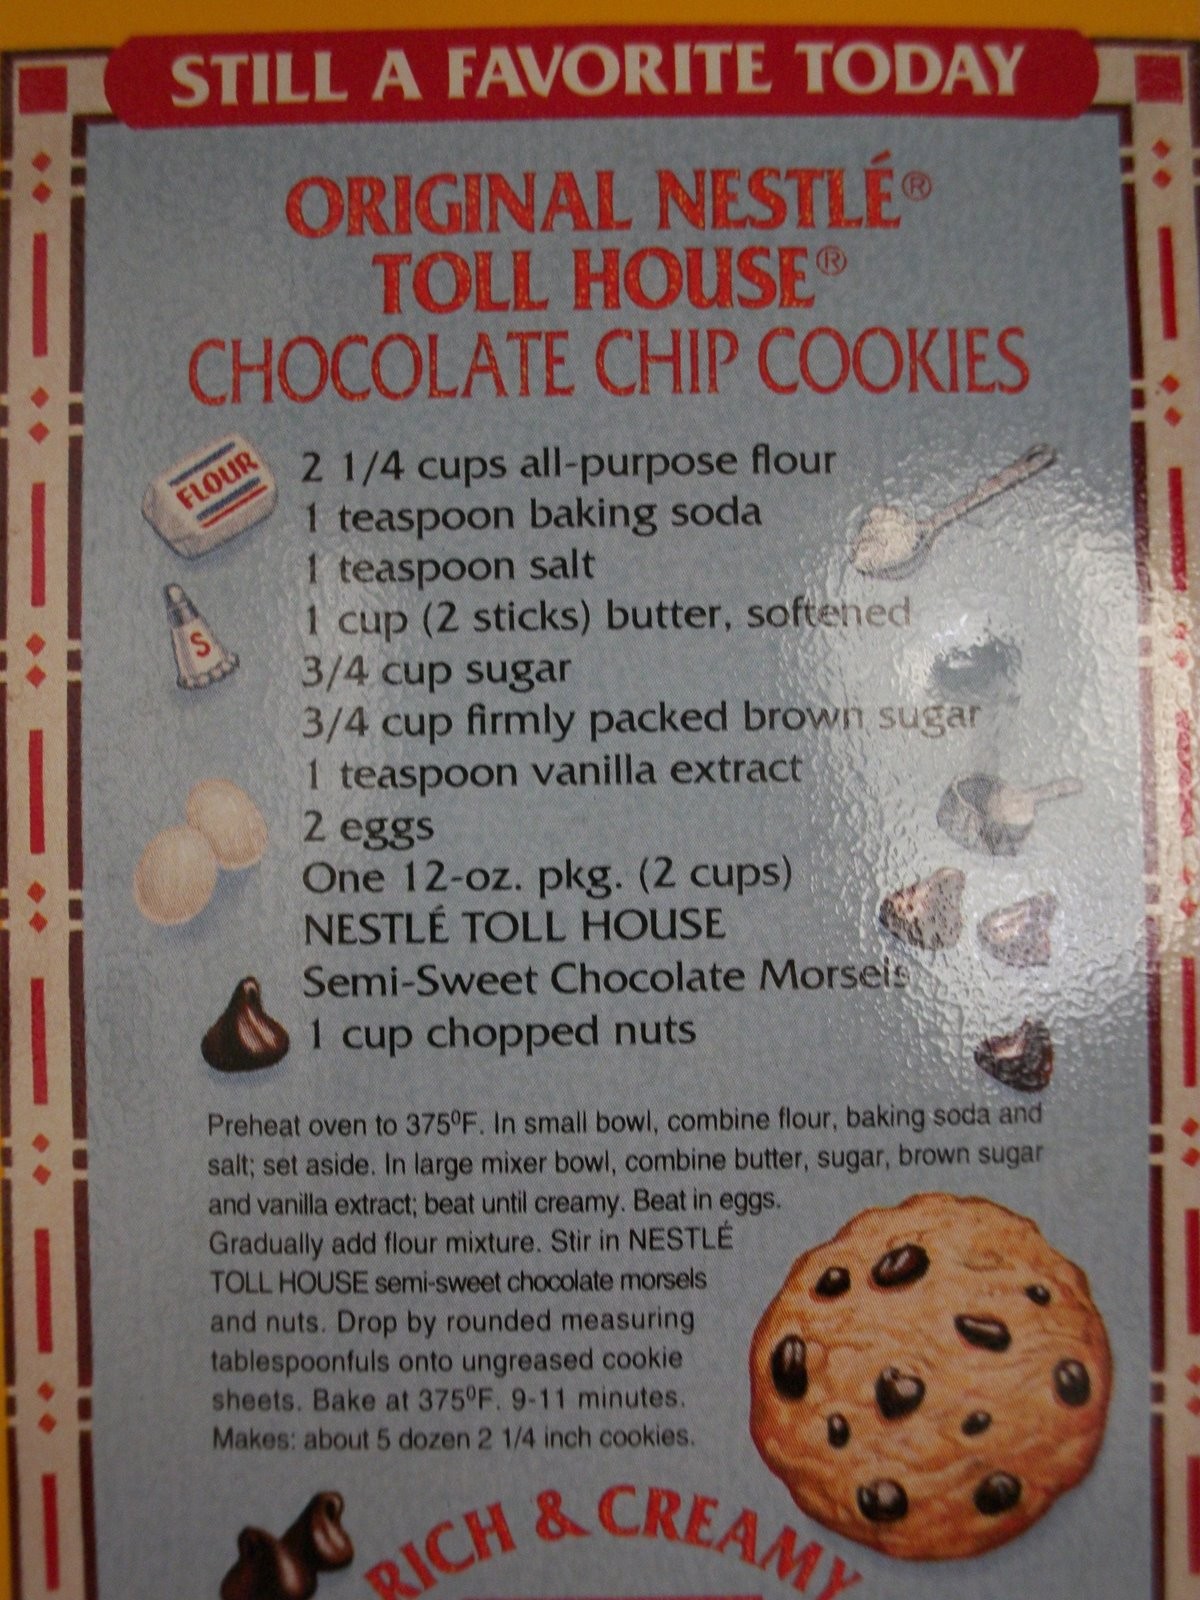 STILL A FAVORITE TODAY
ORIGINAL NESTLÉ®
TOLL HOUSE®
CHOCOLATE CHIP COOKIES
FLOUR
2 1/4 cups all-purpose flour
1 teaspoon baking soda
1 teaspoon salt
1 cup (2 sticks) butter, softened
S
3/4 cup sugar
3/4 cup firmly packed brown sugar
1 teaspoon vanilla extract
2 eggs
One 12-oz. pkg. (2 cups)
NESTLÉ TOLL HOUSE
Semi-Sweet Chocolate Morsels
1 cup chopped nuts
Preheat oven to 375⁰F. In small bowl, combine flour, baking soda and
salt; set aside. In large mixer bowl, combine butter, sugar, brown sugar
and vanilla extract; beat until creamy. Beat in eggs.
Gradually add flour mixture. Stir in NESTLÉ
TOLL HOUSE semi-sweet chocolate morsels
and nuts. Drop by rounded measuring
tablespoonfuls onto ungreased cookie
sheets. Bake at 375⁰F. 9-11 minutes.
Makes: about 5 dozen 2 1/4 inch cookies.
RICH & CREAMY